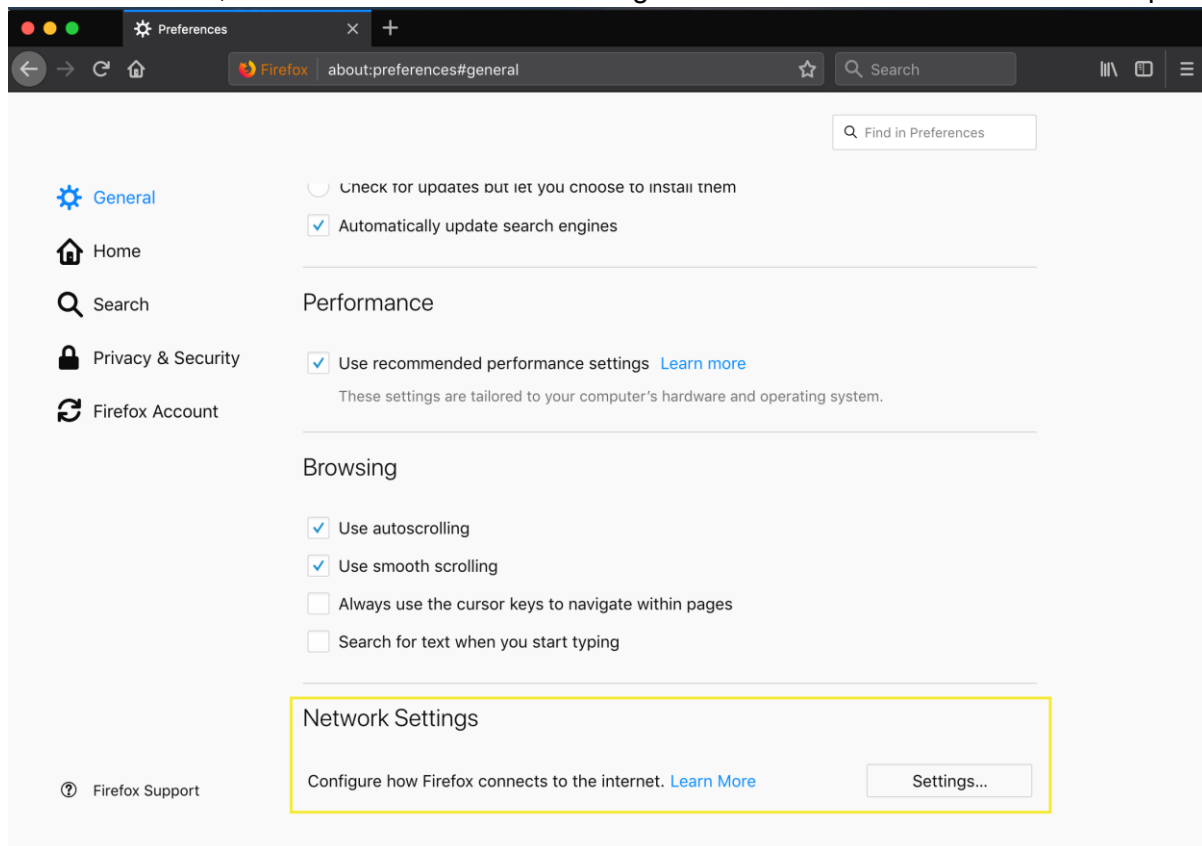 Preferences
Firefox about:preferences#general Search
Find in Preferences
General
Home
Search
Privacy & Security
Firefox Account
Firefox Support
Check for updates but let you choose to install them
Automatically update search engines
Performance
Use recommended performance settings Learn more
These settings are tailored to your computer’s hardware and operating system.
Browsing
Use autoscrolling
Use smooth scrolling
Always use the cursor keys to navigate within pages
Search for text when you start typing
Network Settings
Configure how Firefox connects to the internet. Learn More Settings...